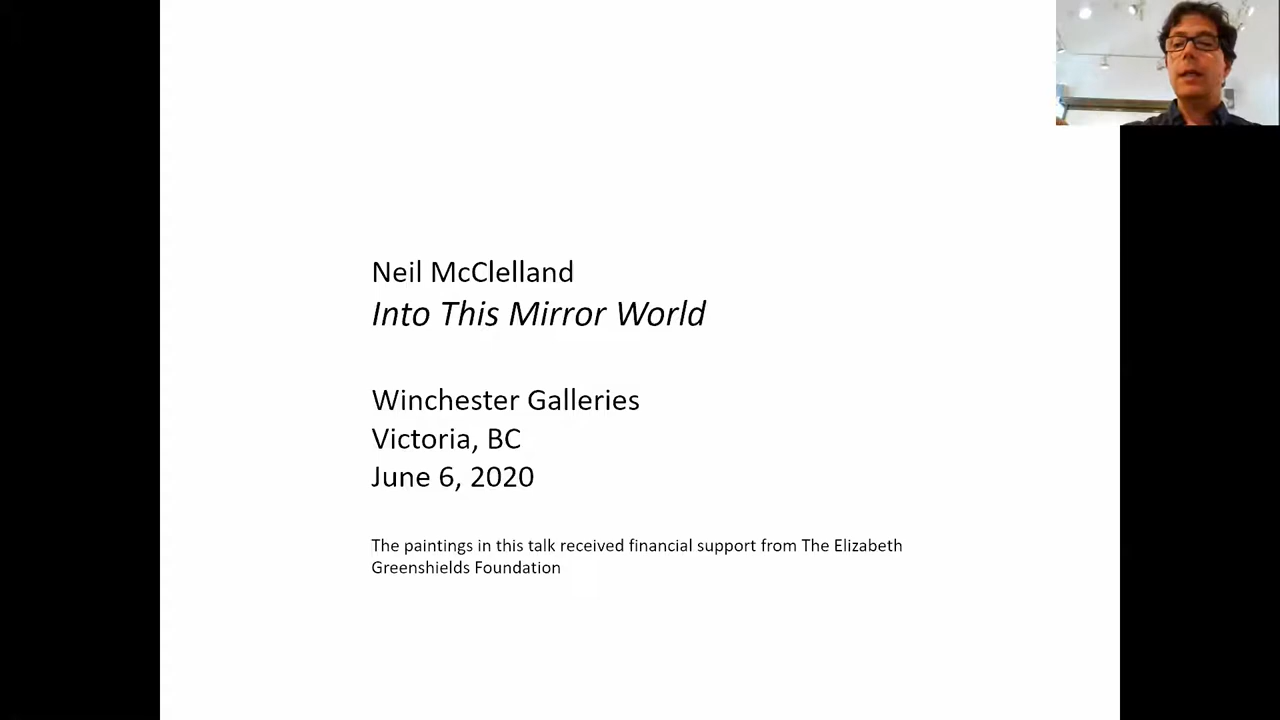 Neil McClelland
Into This Mirror World
Winchester Galleries
Victoria, BC
June 6, 2020
The paintings in this talk received financial support from The Elizabeth
Greenshields Foundation